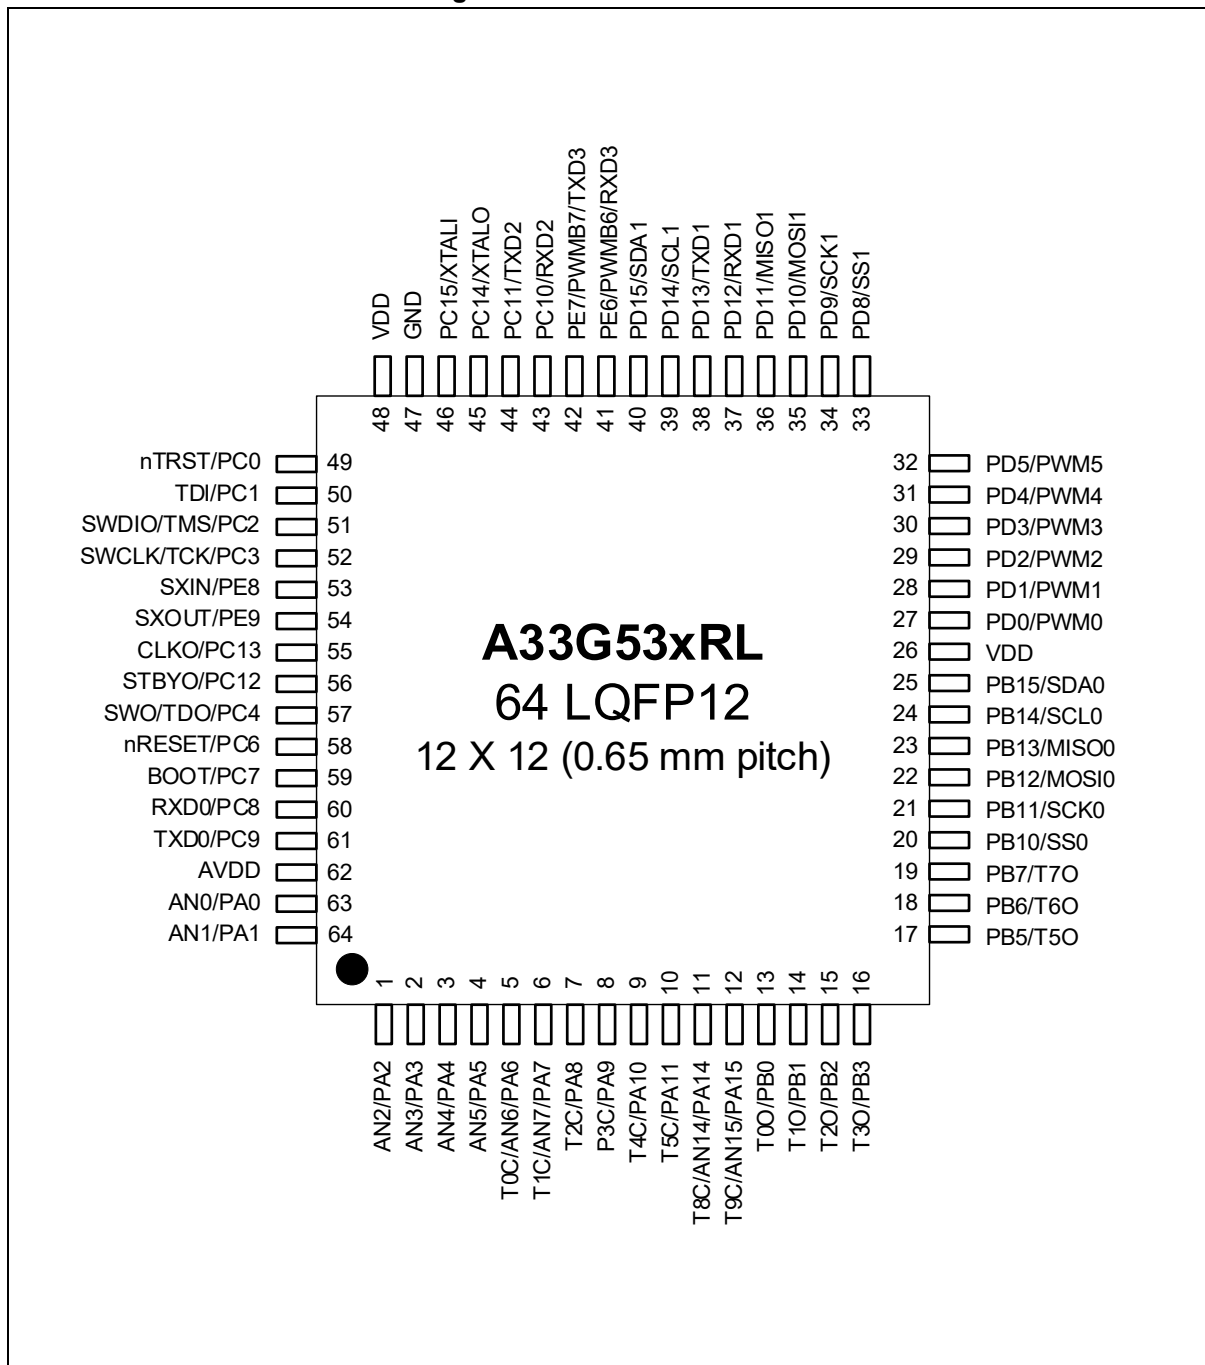 VDD
GND
PC15/XTALI
PC14/XTALO
PC11/TXD2
PC10/RXD2
PE7/PWMB7/TXD3
PE6/PWMB6/RXD3
PD15/SDA1
PD14/SCL1
PD13/TXD1
PD12/RXD1
PD11/MISO1
PD10/MOSI1
PD9/SCK1
PD8/SS1
48
47
46
45
44
43
42
41
40
39
38
37
36
35
34
33
nTRST/PC0 49
TDI/PC1 50
SWDIO/TMS/PC2 51
SWCLK/TCK/PC3 52
SXIN/PE8 53
SXOUT/PE9 54
CLKO/PC13 55
STBYO/PC12 56
SWO/TDO/PC4 57
nRESET/PC6 58
BOOT/PC7 59
RXD0/PC8 60
TXD0/PC9 61
AVDD 62
AN0/PA0 63
AN1/PA1 64
A33G53xRL
64 LQFP12
12 X 12 (0.65 mm pitch)
32 PD5/PWM5
31 PD4/PWM4
30 PD3/PWM3
29 PD2/PWM2
28 PD1/PWM1
27 PD0/PWM0
26 VDD
25 PB15/SDA0
24 PB14/SCL0
23 PB13/MISO0
22 PB12/MOSI0
21 PB11/SCK0
20 PB10/SS0
19 PB7/T7O
18 PB6/T6O
17 PB5/T5O
1
2
3
4
5
6
7
8
9
10
11
12
13
14
15
16
AN2/PA2
AN3/PA3
AN4/PA4
AN5/PA5
T0C/AN6/PA6
T1C/AN7/PA7
T2C/PA8
P3C/PA9
T4C/PA10
T5C/PA11
T8C/AN14/PA14
T9C/AN15/PA15
T0O/PB0
T1O/PB1
T2O/PB2
T3O/PB3